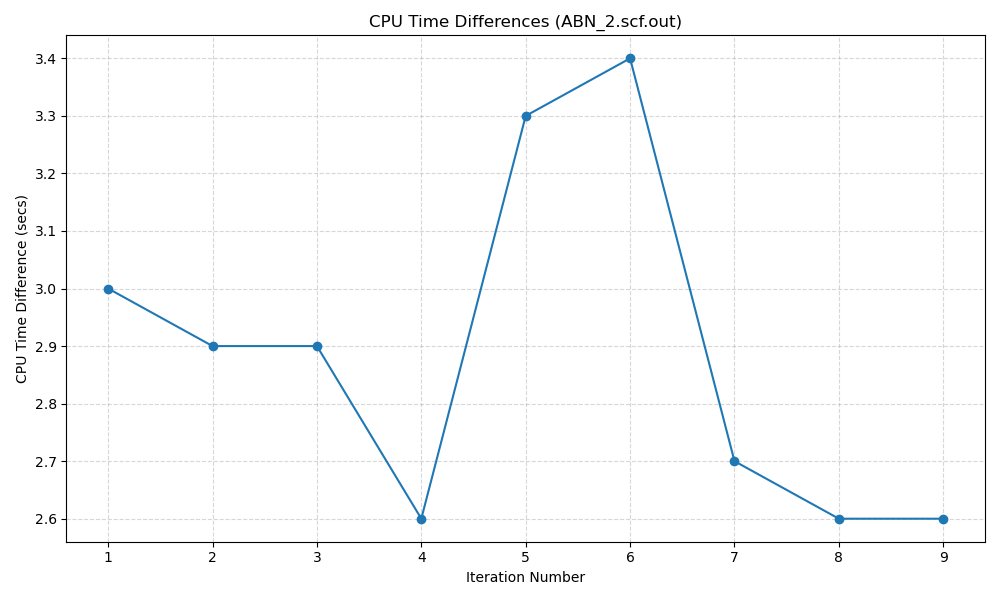 CPU Time Differences (ABN_2.scf.out)
CPU Time Difference (secs)
3.4
3.3
3.2
3.1
3.0
2.9
2.8
2.7
2.6
1 2 3 4 5 6 7 8 9
Iteration Number